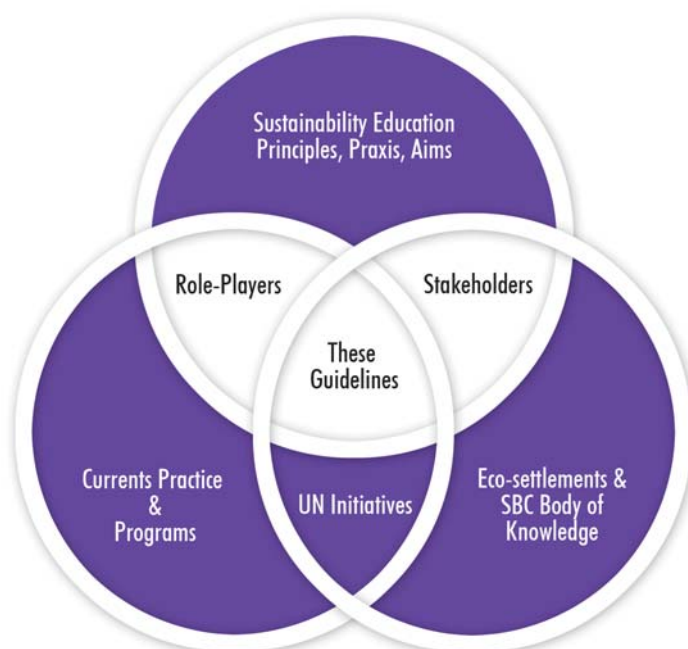 Sustainability Education
Principles, Praxis, Aims
Role-Players
Stakeholders
These
Guidelines
Currents Practice
&
Programs
UN Initiatives
Eco-settlements &
SBC Body of
Knowledge